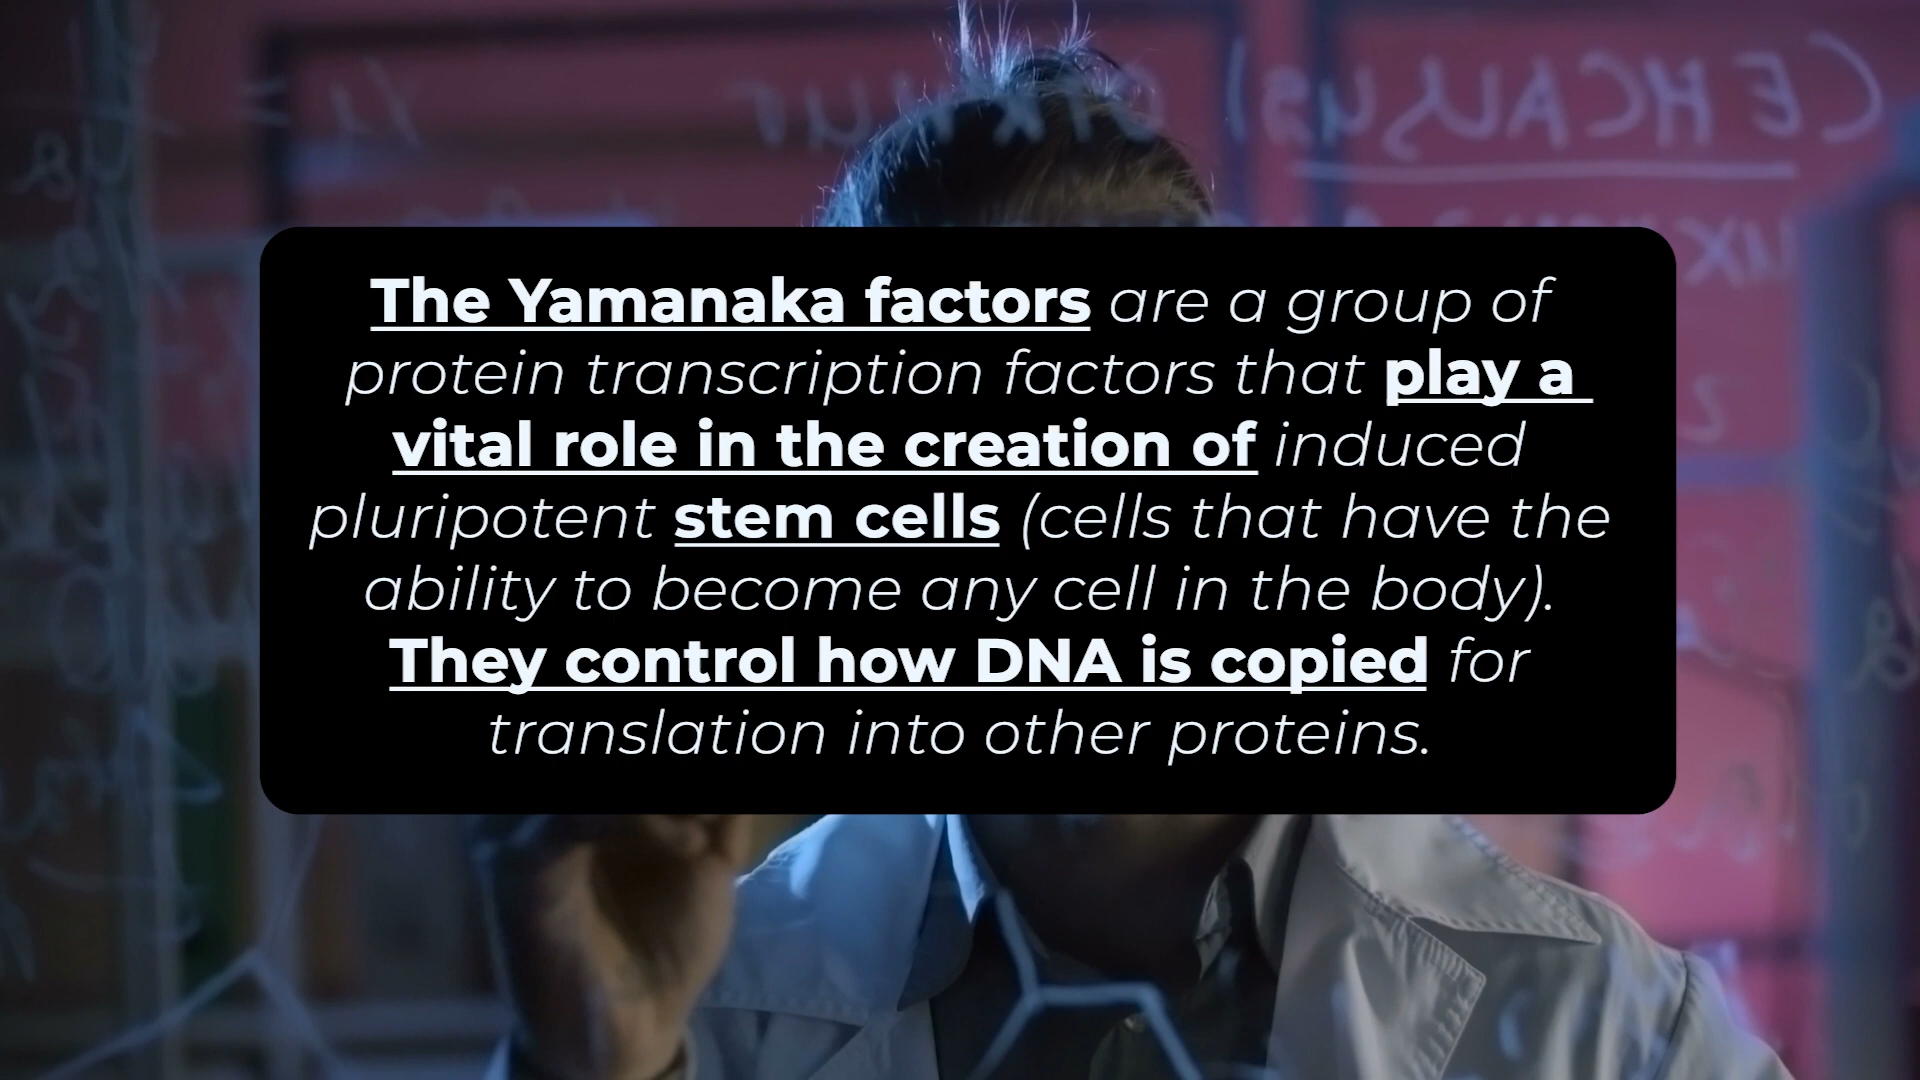 The Yamanaka factors are a group of
protein transcription factors that play a
vital role in the creation of induced
pluripotent stem cells (cells that have the
ability to become any cell in the body).
They control how DNA is copied for
translation into other proteins.